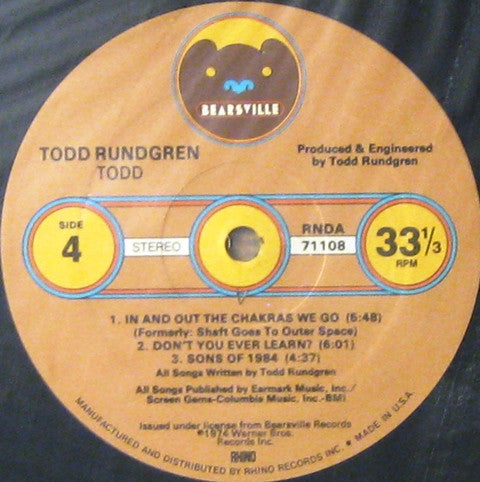 BEARSVILLE
TODD RUNDGREN
TODD
Produced & Engineered
by Todd Rundgren
SIDE
4
STEREO
RNDA
71108
33 1/3
RPM
1. IN AND OUT THE CHAKRAS WE GO (5:48)
(Formerly: Shaft Goes To Outer Space)
2. DON'T YOU EVER LEARN? (6:01)
3. SONS OF 1984 (4:37)
All Songs Written by Todd Rundgren
All Songs Published by Earmark Music, Inc./
Screen Gems-Columbia Music, Inc.-BMI)
Issued under license from Bearsville Records
℗1974 Warner Bros.
Records Inc.
RHINO
MANUFACTURED AND DISTRIBUTED BY RHINO RECORDS INC. • MADE IN U.S.A